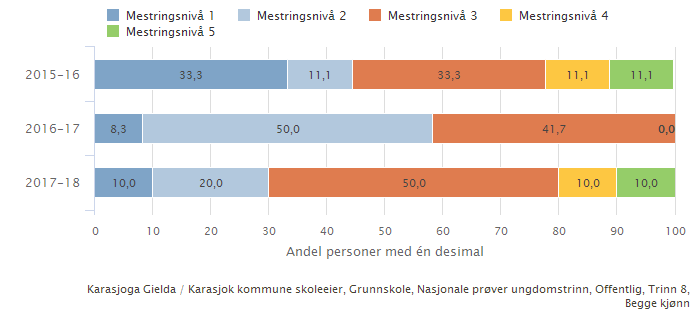 Mestringsnivå 1 Mestringsnivå 2 Mestringsnivå 3 Mestringsnivå 4
Mestringsnivå 5
2015-16 33,3 11,1 33,3 11,1 11,1
2016-17 8,3 50,0 41,7 0,0
2017-18 10,0 20,0 50,0 10,0 10,0
0 10 20 30 40 50 60 70 80 90 100
Andel personer med én desimal
Karasjoga Gielda / Karasjok kommune skoleeier, Grunnskole, Nasjonale prøver ungdomstrinn, Offentlig, Trinn 8,
Begge kjønn